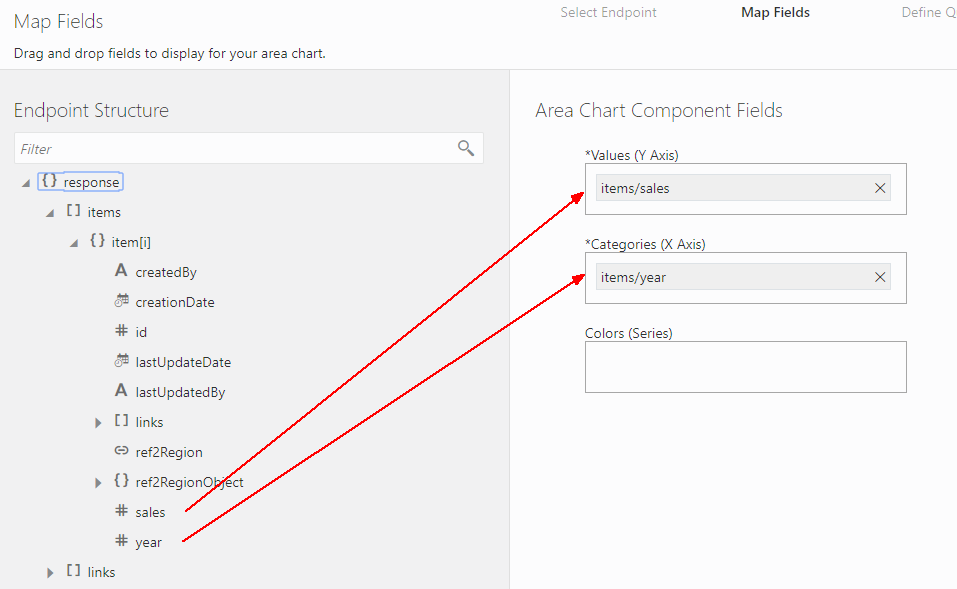 Map Fields
Select Endpoint
Map Fields
Define Q
Drag and drop fields to display for your area chart.
Endpoint Structure
Filter
{} response
[] items
{} item[i]
A createdBy
creationDate
# id
lastUpdateDate
A lastUpdatedBy
[] links
ref2Region
{} ref2RegionObject
# sales
# year
[] links
Area Chart Component Fields
*Values (Y Axis)
items/sales
*Categories (X Axis)
items/year
Colors (Series)